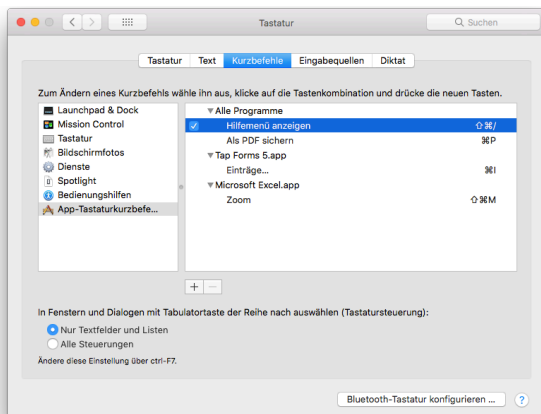 Tastatur
Suchen
Tastatur Text Kurzbefehle Eingabequellen Diktat
Zum Ändern eines Kurzbefehls wähle ihn aus, klicke auf die Tastenkombination und drücke die neuen Tasten.
Launchpad & Dock
Mission Control
Tastatur
Bildschirmfotos
Dienste
Spotlight
Bedienungshilfen
App-Tastaturkurzbefe...
Alle Programme
Hilfemenü anzeigen ⇧⌘/
Als PDF sichern ⌘P
Tap Forms 5.app
Einträge... ⌘I
Microsoft Excel.app
Zoom ⇧⌘M
+ −
In Fenstern und Dialogen mit Tabulatortaste der Reihe nach auswählen (Tastatursteuerung):
Nur Textfelder und Listen
Alle Steuerungen
Ändere diese Einstellung über ctrl-F7.
Bluetooth-Tastatur konfigurieren ... ?